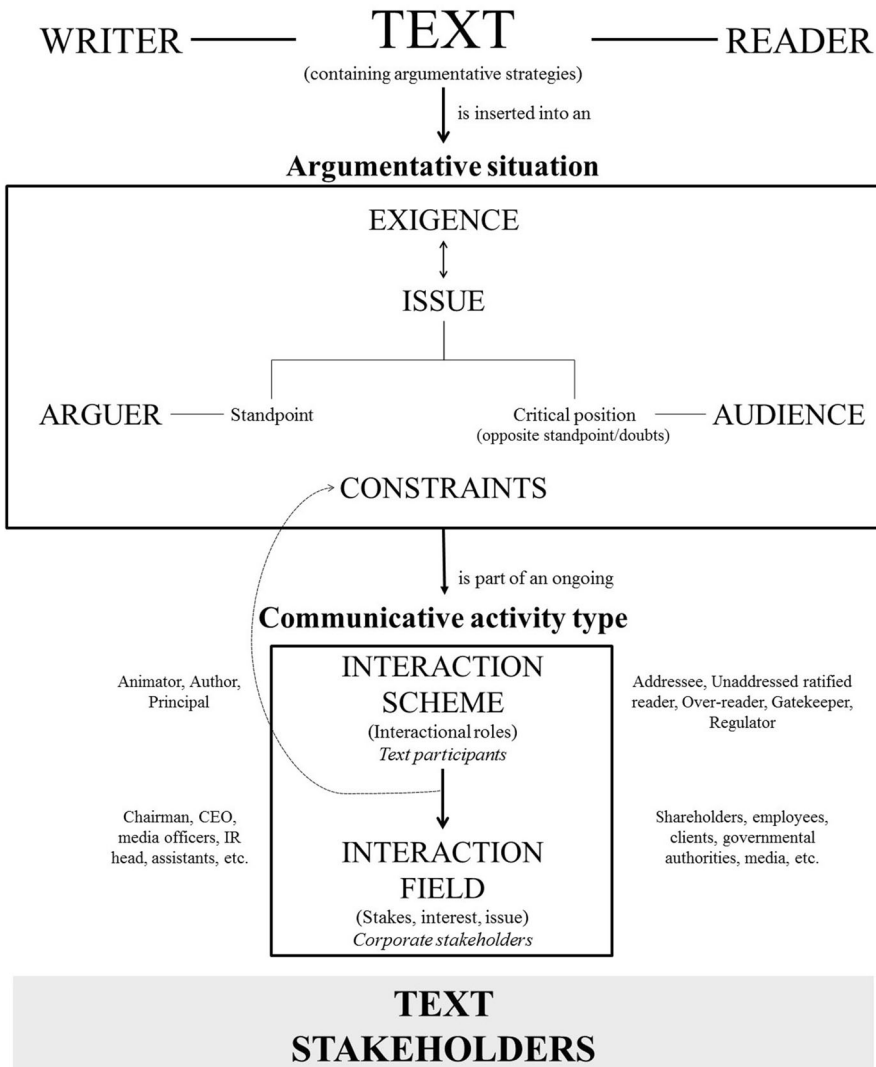 WRITER TEXT READER
(containing argumentative strategies)
is inserted into an
Argumentative situation
EXIGENCE
ISSUE
ARGUER Standpoint Critical position AUDIENCE
(opposite standpoint/doubts)
CONSTRAINTS
is part of an ongoing
Communicative activity type
INTERACTION
SCHEME
(Interactional roles)
Text participants
Animator, Author,
Principal
Addressee, Unaddressed ratified
reader, Over-reader, Gatekeeper,
Regulator
Chairman, CEO,
media officers, IR
head, assistants, etc.
INTERACTION
FIELD
(Stakes, interest, issue)
Corporate stakeholders
Shareholders, employees,
clients, governmental
authorities, media, etc.
TEXT
STAKEHOLDERS